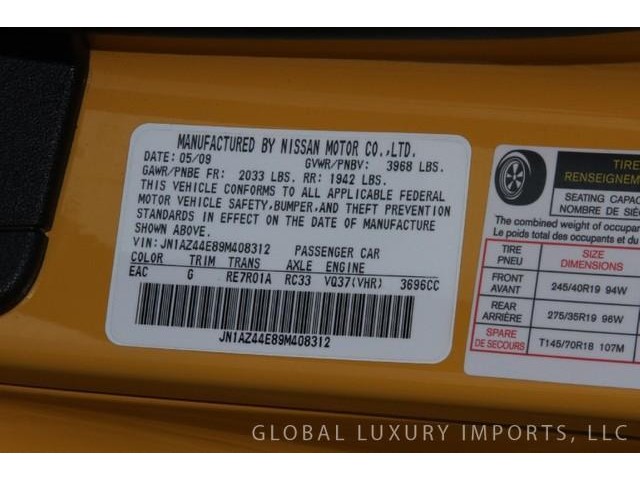 MANUFACTURED BY NISSAN MOTOR CO.,LTD.
DATE: 05/09 GVWR/PNBV: 3968 LBS.
GAWR/PNBE FR: 2033 LBS. RR: 1942 LBS.
THIS VEHICLE CONFORMS TO ALL APPLICABLE FEDERAL
MOTOR VEHICLE SAFETY,BUMPER,AND THEFT PREVENTION
STANDARDS IN EFFECT ON THE DATE OF MANUFACTURE
SHOWN ABOVE.
VIN: JN1AZ44E89M408312 PASSENGER CAR
COLOR TRIM TRANS AXLE ENGINE
EAC G RE7R01A RC33 VQ37(VHR) 3696CC
JN1AZ44E89M408312
TIRE
RENSEIGNEM
SEATING CAPACI
NOMBRE DE S
The combined weight of occupants
Le poids total des occupants et du
TIRE SIZE
PNEU DIMENSIONS
FRONT
AVANT 245/40R19 94W
REAR
ARRIÈRE 275/35R19 96W
SPARE
DE SECOURS T145/70R18 107M
GLOBAL LUXURY IMPORTS, LLC